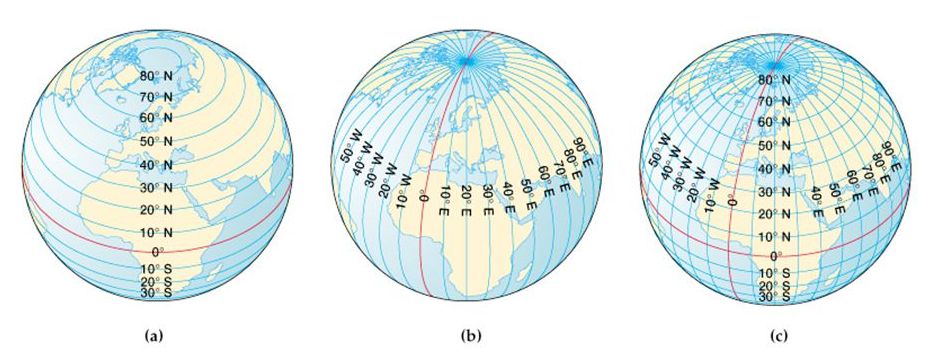 80° N
70° N
60° N
50° N
40° N
30° N
20° N
10° N
0°
10° S
20° S
30° S
(a)
50° W
40° W
30° W
20° W
10° W
0°
10° E
20° E
30° E
40° E
50° E
60° E
70° E
80° E
90° E
(b)
80° N
70° N
60° N
50° N
40° N
30° N
20° N
10° N
0°
10° S
20° S
30° S
50° W
40° W
30° W
20° W
10° W
0°
40° E
50° E
60° E
70° E
80° E
90° E
(c)